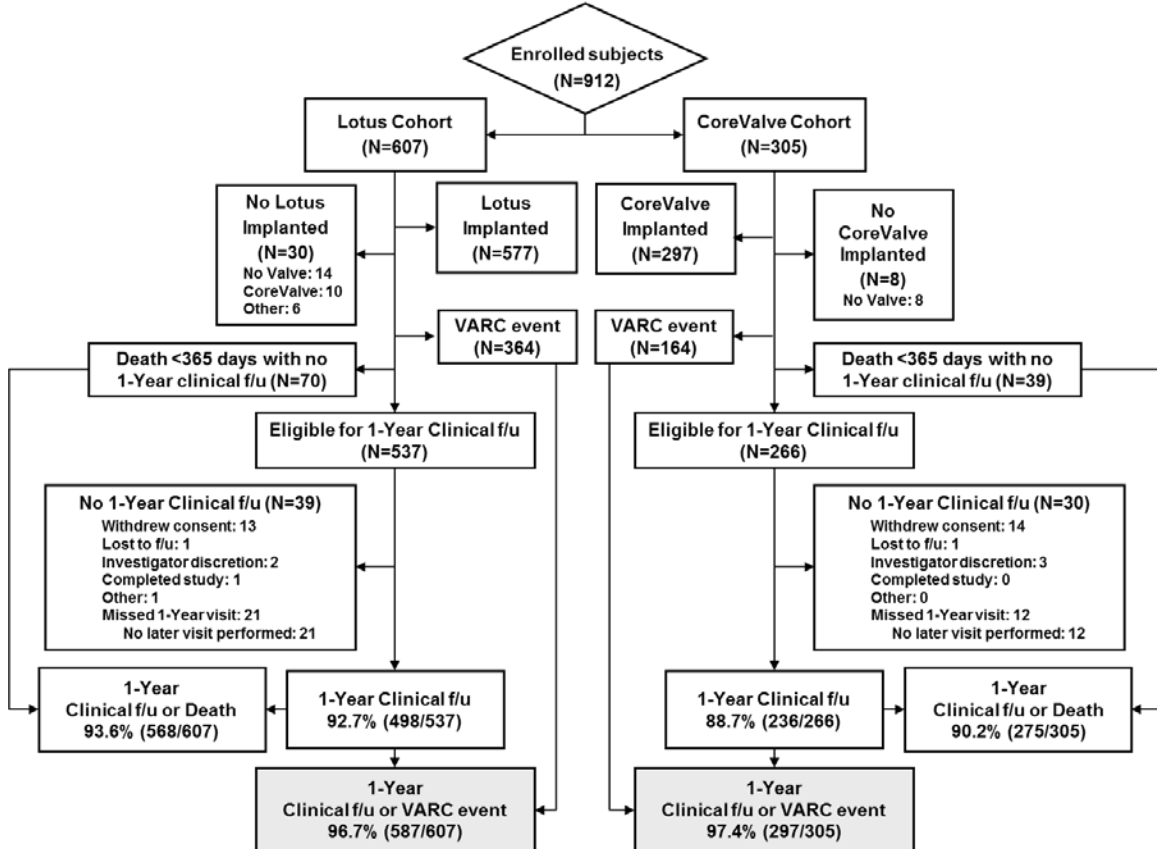 Enrolled subjects
(N=912)
Lotus Cohort
(N=607)
CoreValve Cohort
(N=305)
No Lotus
Implanted
(N=30)
No Valve: 14
CoreValve: 10
Other: 6
Lotus
Implanted
(N=577)
CoreValve
Implanted
(N=297)
No
CoreValve
Implanted
(N=8)
No Valve: 8
VARC event
(N=364)
VARC event
(N=164)
Death <365 days with no
1-Year clinical f/u (N=70)
Death <365 days with no
1-Year clinical f/u (N=39)
Eligible for 1-Year Clinical f/u
(N=537)
Eligible for 1-Year Clinical f/u
(N=266)
No 1-Year Clinical f/u (N=39)
Withdrew consent: 13
Lost to f/u: 1
Investigator discretion: 2
Completed study: 1
Other: 1
Missed 1-Year visit: 21
No later visit performed: 21
No 1-Year Clinical f/u (N=30)
Withdrew consent: 14
Lost to f/u: 1
Investigator discretion: 3
Completed study: 0
Other: 0
Missed 1-Year visit: 12
No later visit performed: 12
1-Year
Clinical f/u or Death
93.6% (568/607)
1-Year Clinical f/u
92.7% (498/537)
1-Year Clinical f/u
88.7% (236/266)
1-Year
Clinical f/u or Death
90.2% (275/305)
1-Year
Clinical f/u or VARC event
96.7% (587/607)
1-Year
Clinical f/u or VARC event
97.4% (297/305)